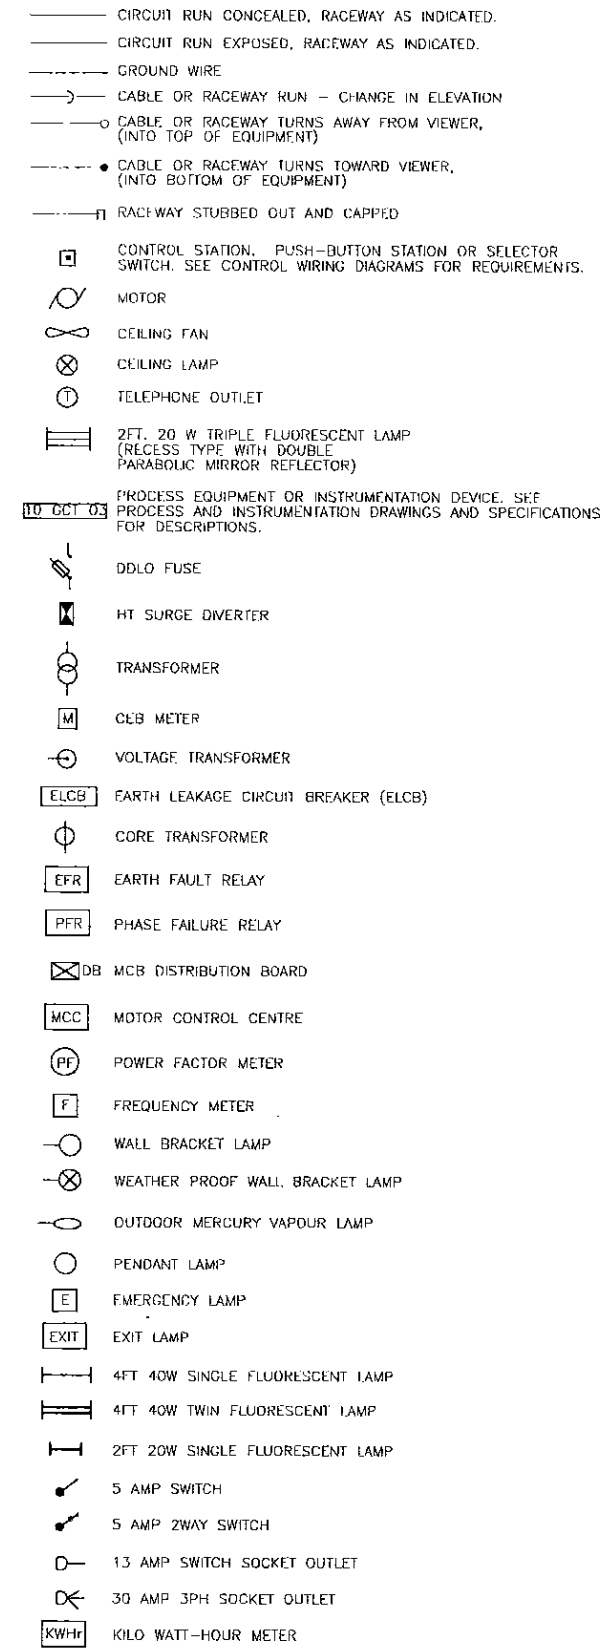 CIRCUIT RUN CONCEALED, RACEWAY AS INDICATED.
CIRCUIT RUN EXPOSED, RACEWAY AS INDICATED.
GROUND WIRE
CABLE OR RACEWAY RUN - CHANGE IN ELEVATION
CABLE OR RACEWAY TURNS AWAY FROM VIEWER,
(INTO TOP OF EQUIPMENT)
CABLE OR RACEWAY TURNS TOWARD VIEWER,
(INTO BOTTOM OF EQUIPMENT)
RACEWAY STUBBED OUT AND CAPPED
CONTROL STATION, PUSH-BUTTON STATION OR SELECTOR
SWITCH. SEE CONTROL WIRING DIAGRAMS FOR REQUIREMENTS.
MOTOR
CEILING FAN
CEILING LAMP
T TELEPHONE OUTLET
2FT. 20 W TRIPLE FLUORESCENT LAMP
(RECESS TYPE WITH DOUBLE
PARABOLIC MIRROR REFLECTOR)
PROCESS EQUIPMENT OR INSTRUMENTATION DEVICE. SEE
10 OCT 03 PROCESS AND INSTRUMENTATION DRAWINGS AND SPECIFICATIONS
FOR DESCRIPTIONS.
DDLO FUSE
HT SURGE DIVERTER
TRANSFORMER
M CEB METER
VOLTAGE TRANSFORMER
ELCB EARTH LEAKAGE CIRCUIT BREAKER (ELCB)
CORE TRANSFORMER
EFR EARTH FAULT RELAY
PFR PHASE FAILURE RELAY
DB MCB DISTRIBUTION BOARD
MCC MOTOR CONTROL CENTRE
PF POWER FACTOR METER
F FREQUENCY METER
WALL BRACKET LAMP
WEATHER PROOF WALL BRACKET LAMP
OUTDOOR MERCURY VAPOUR LAMP
PENDANT LAMP
E EMERGENCY LAMP
EXIT EXIT LAMP
4FT 40W SINGLE FLUORESCENT LAMP
4FT 40W TWIN FLUORESCENT LAMP
2FT 20W SINGLE FLUORESCENT LAMP
5 AMP SWITCH
5 AMP 2WAY SWITCH
13 AMP SWITCH SOCKET OUTLET
30 AMP 3PH SOCKET OUTLET
KWHr KILO WATT-HOUR METER